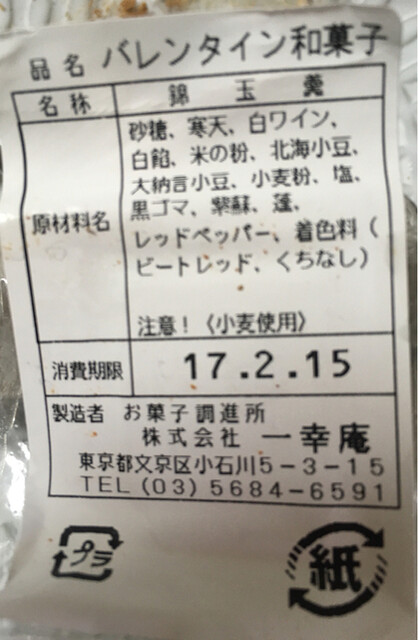 品名 バレンタイン和菓子
名称 錦玉羹
原材料名 砂糖、寒天、白ワイン、
白餡、米の粉、北海小豆、
大納言小豆、小麦粉、塩、
黒ゴマ、紫蘇、蓬、
レッドペッパー、着色料(
ビートレッド、くちなし)
注意!〈小麦使用〉
消費期限 17.2.15
製造者 お菓子調進所
株式会社 一幸庵
東京都文京区小石川5-3-15
TEL(03)5684-6591
プラ 紙